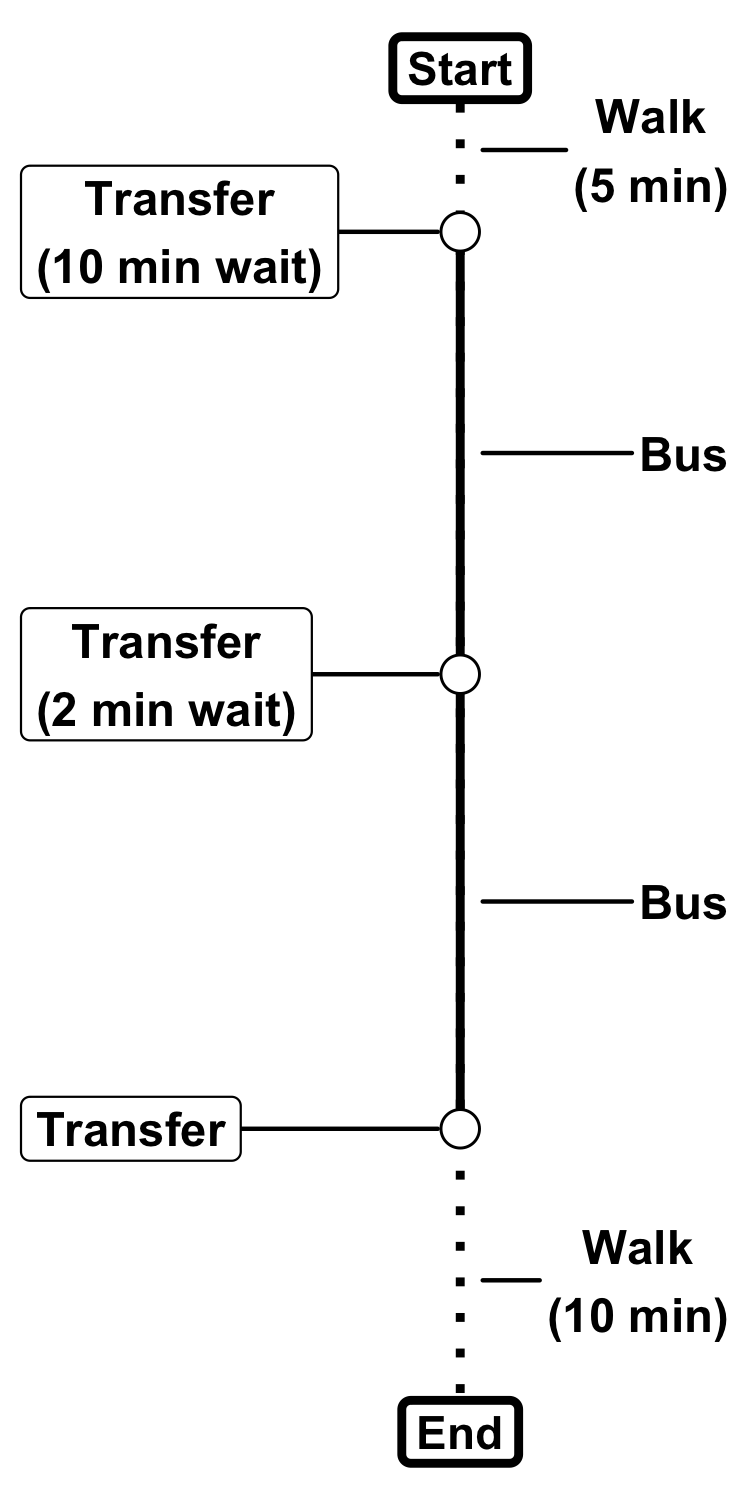 Start
Walk
(5 min)
Transfer
(10 min wait)
Bus
Transfer
(2 min wait)
Bus
Transfer
Walk
(10 min)
End